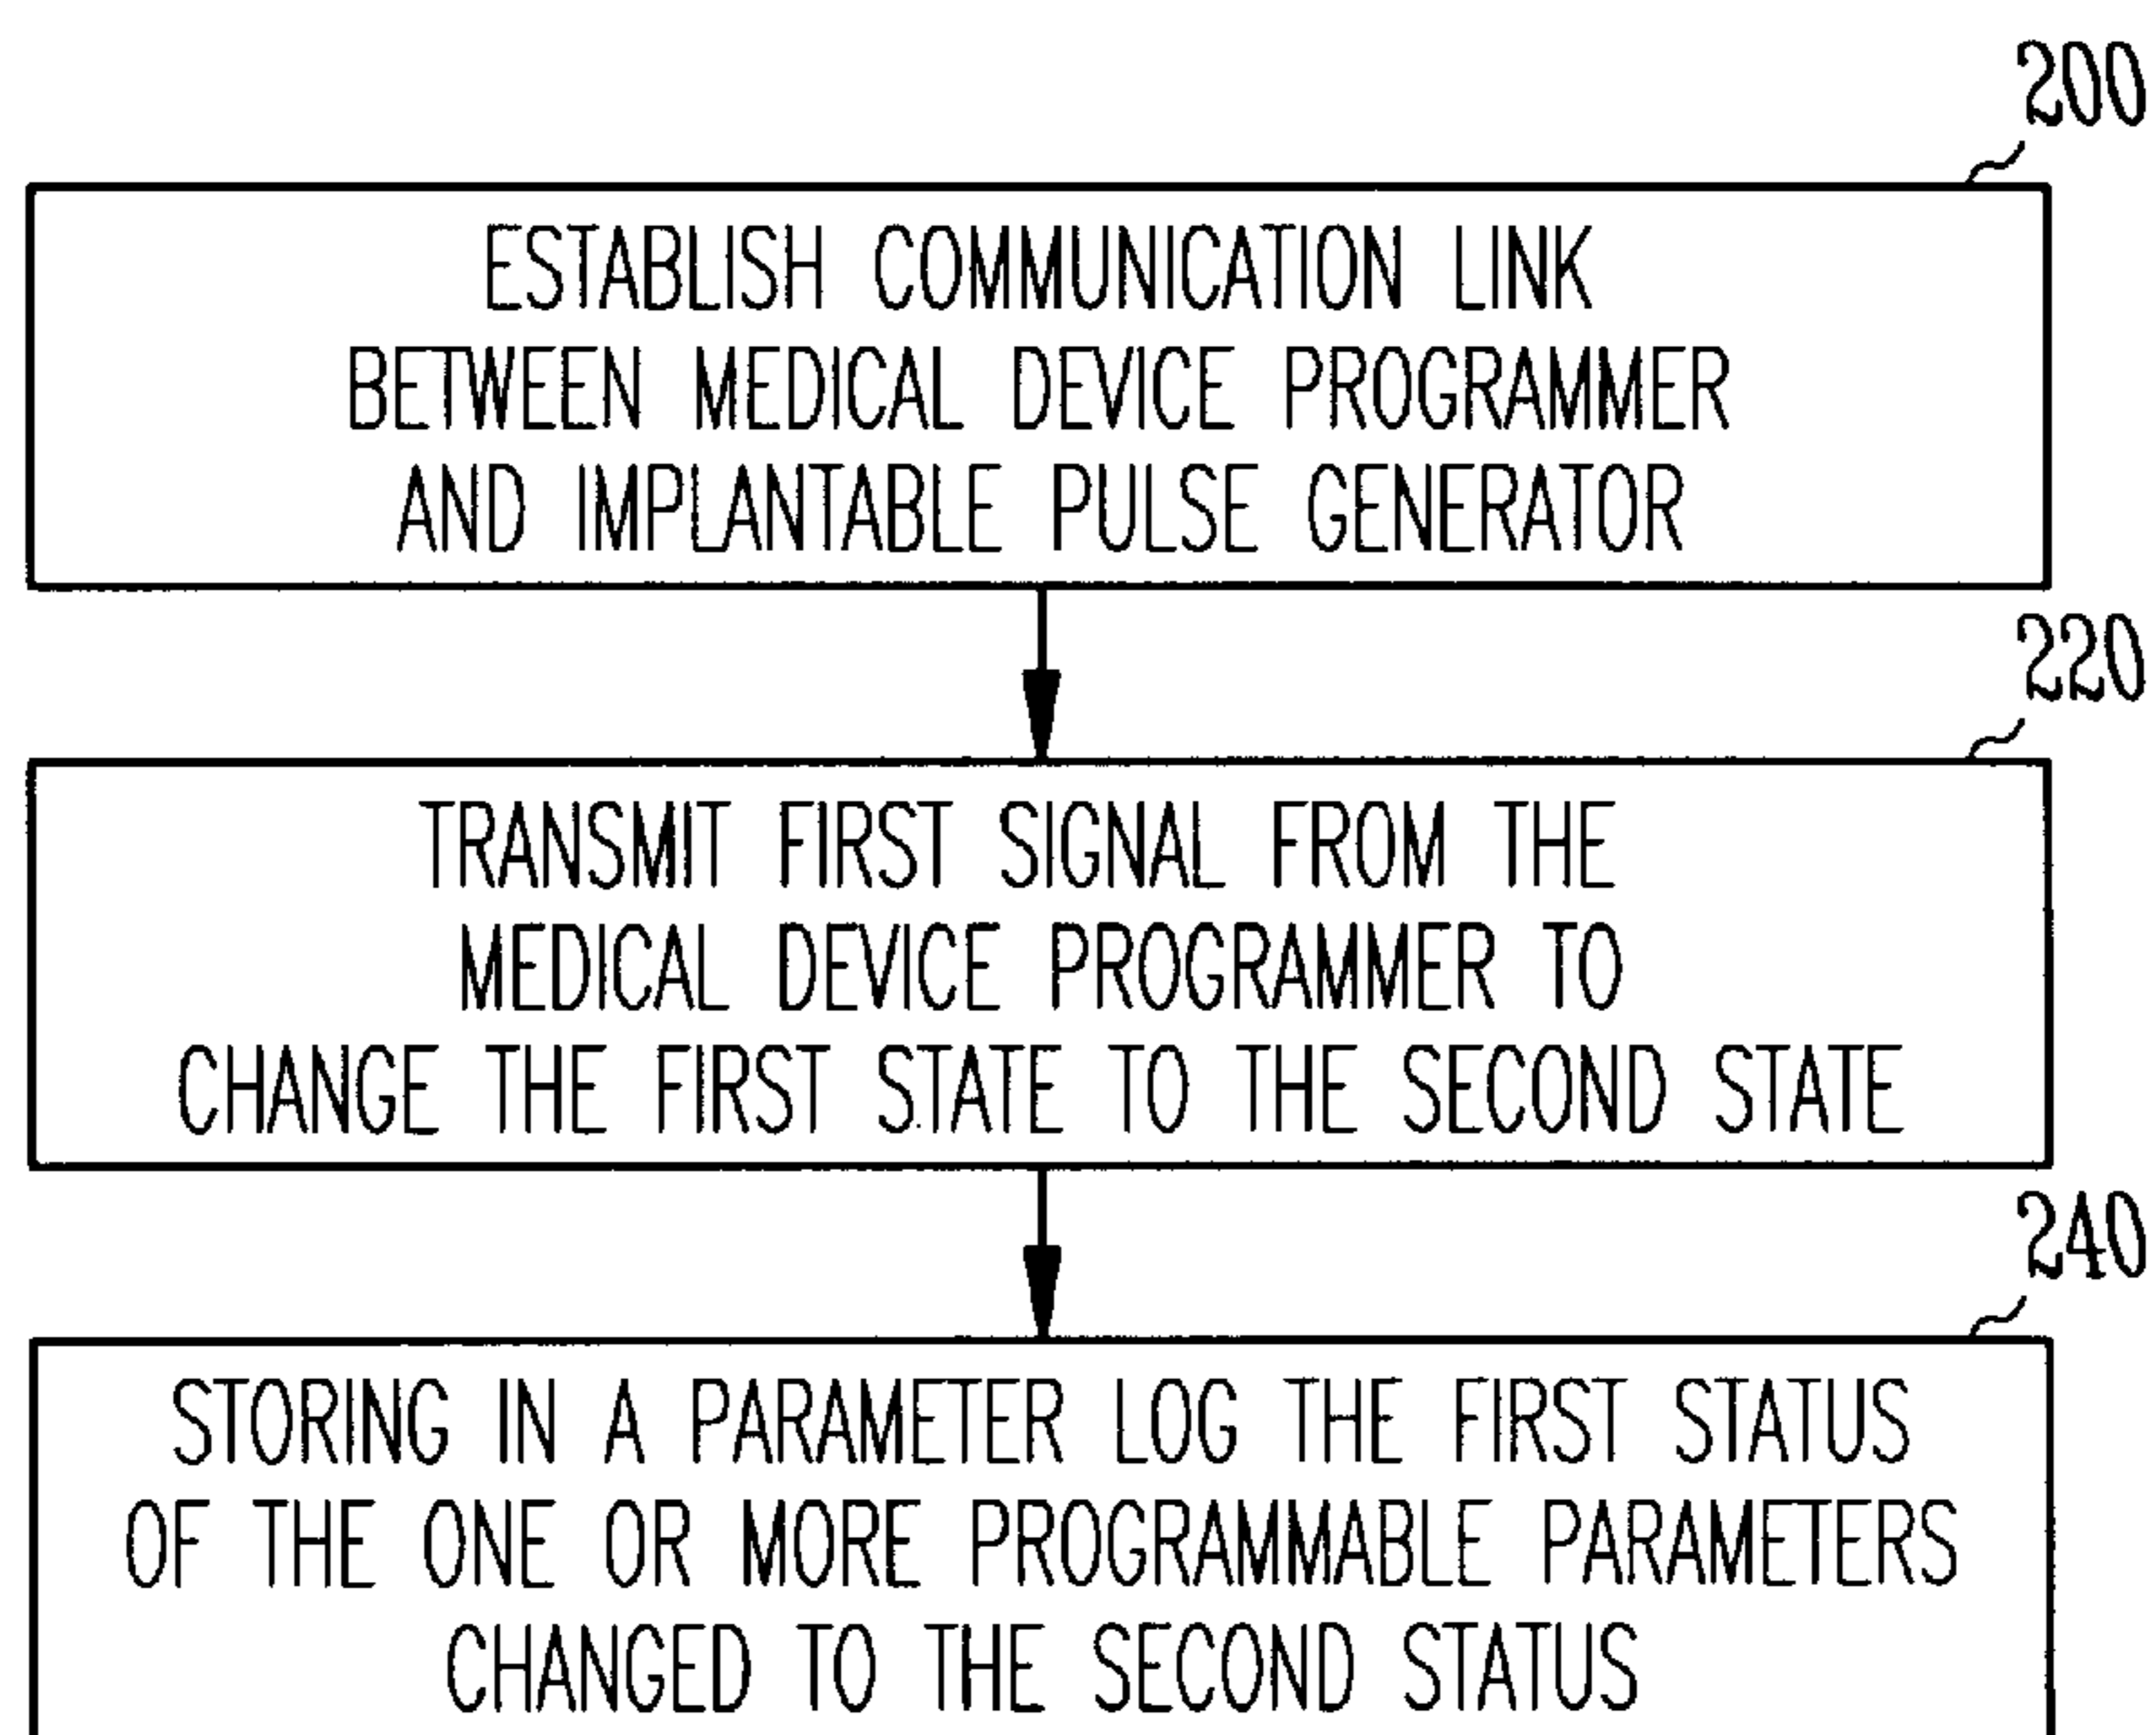 200
ESTABLISH COMMUNICATION LINK
BETWEEN MEDICAL DEVICE PROGRAMMER
AND IMPLANTABLE PULSE GENERATOR
220
TRANSMIT FIRST SIGNAL FROM THE
MEDICAL DEVICE PROGRAMMER TO
CHANGE THE FIRST STATE TO THE SECOND STATE
240
STORING IN A PARAMETER LOG THE FIRST STATUS
OF THE ONE OR MORE PROGRAMMABLE PARAMETERS
CHANGED TO THE SECOND STATUS